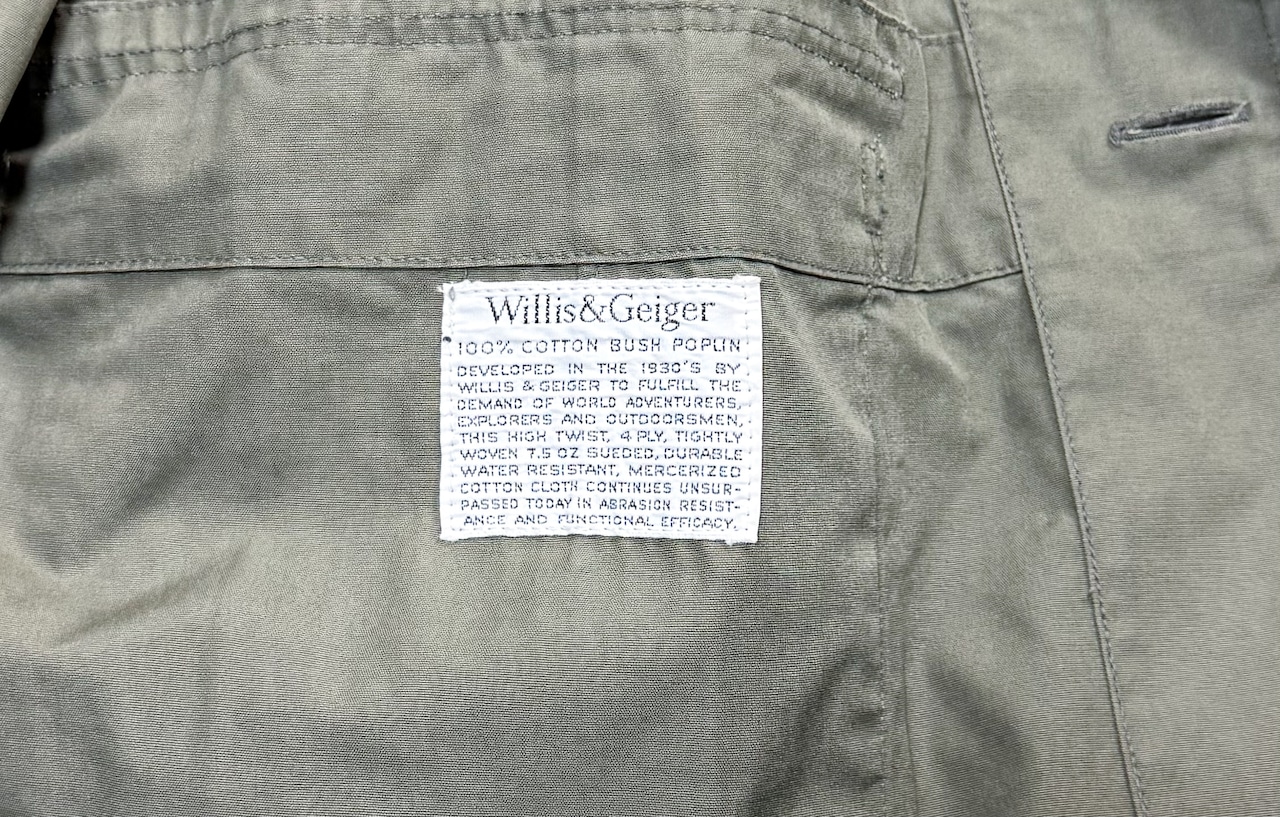 Willis&Geiger
100% COTTON BUSH POPLIN
DEVELOPED IN THE 1930'S BY
WILLIS & GEIGER TO FULFILL THE
DEMAND OF WORLD ADVENTURERS,
EXPLORERS AND OUTDOORSMEN,
THIS HIGH TWIST, 4 PLY, TIGHTLY
WOVEN 7.5 OZ SUEDED, DURABLE
WATER RESISTANT, MERCERIZED
COTTON CLOTH CONTINUES UNSUR-
PASSED TODAY IN ABRASION RESIST-
ANCE AND FUNCTIONAL EFFICACY.